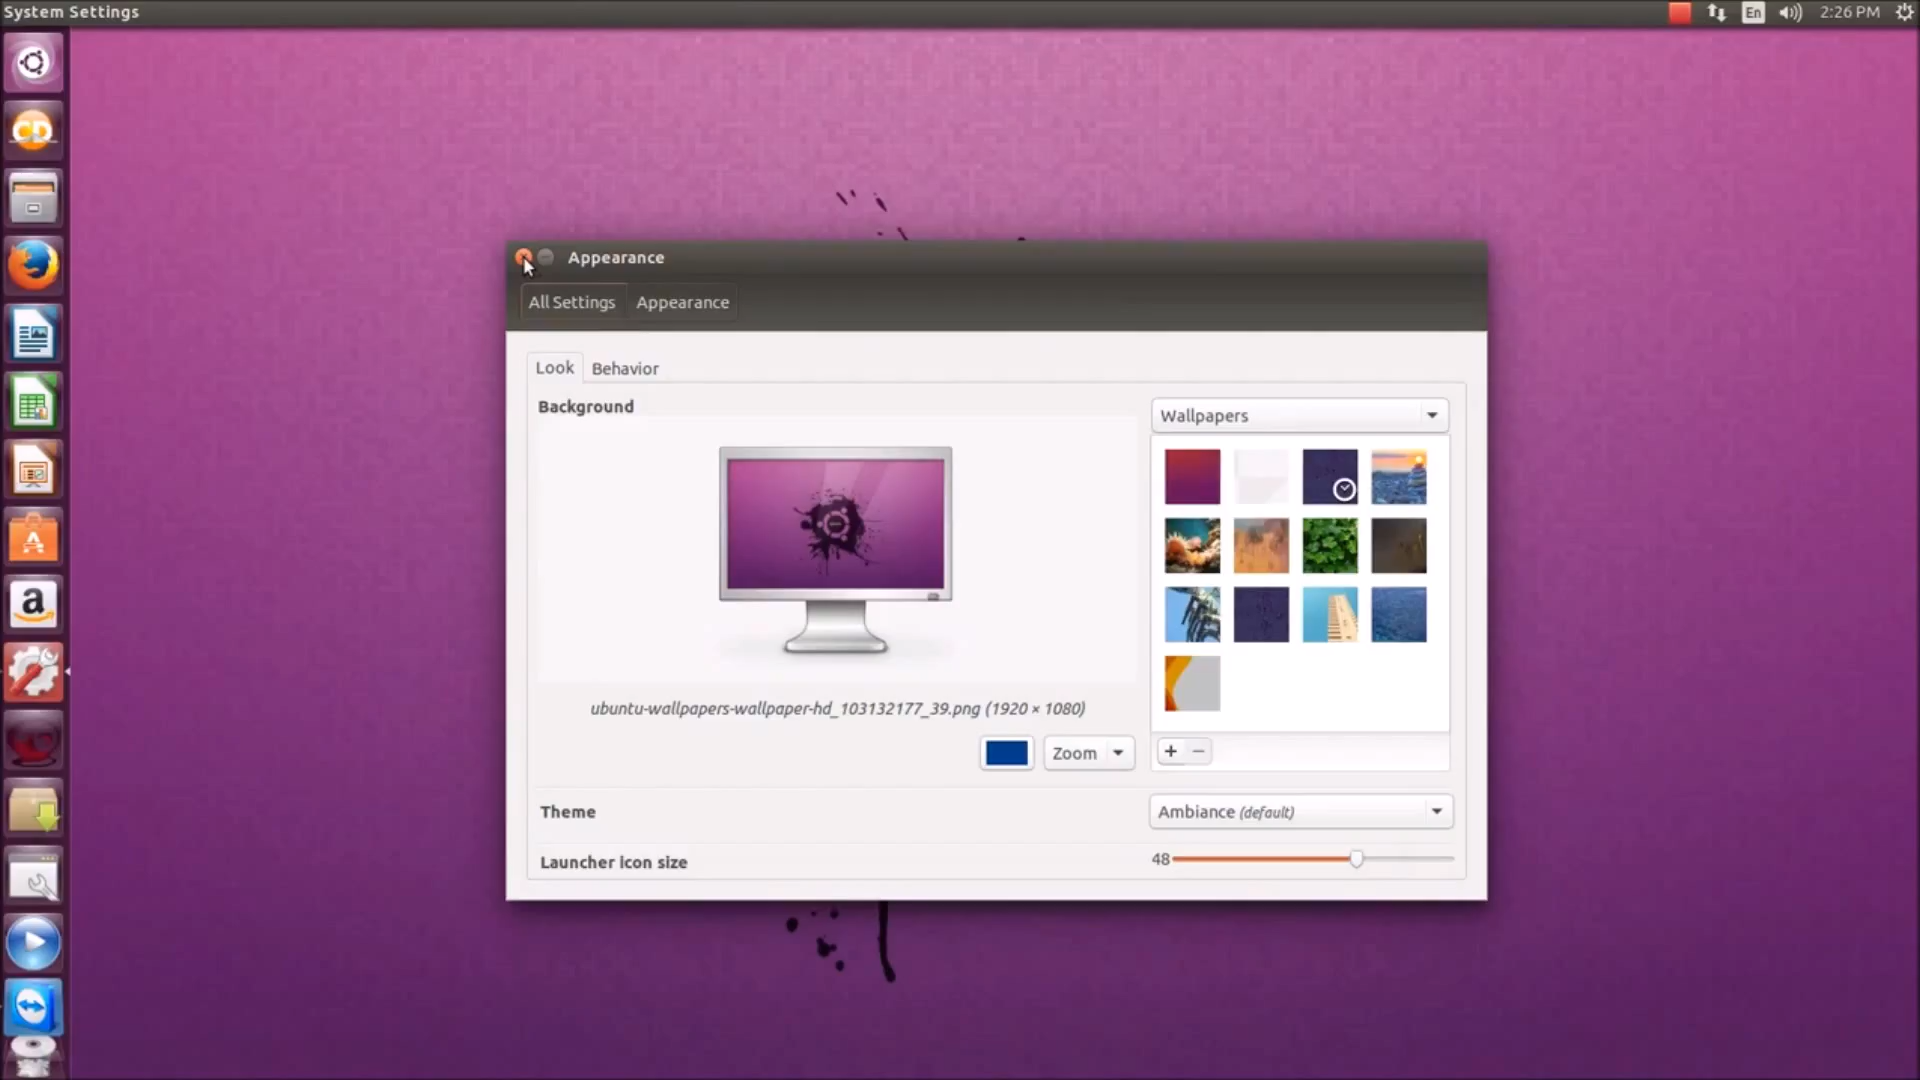 System Settings
En
2:26 PM
CD
a
Appearance
All Settings
Appearance
Look
Behavior
Background
Wallpapers
ubuntu-wallpapers-wallpaper-hd_103132177_39.png (1920 × 1080)
Zoom
+
−
Theme
Ambiance (default)
Launcher icon size
48